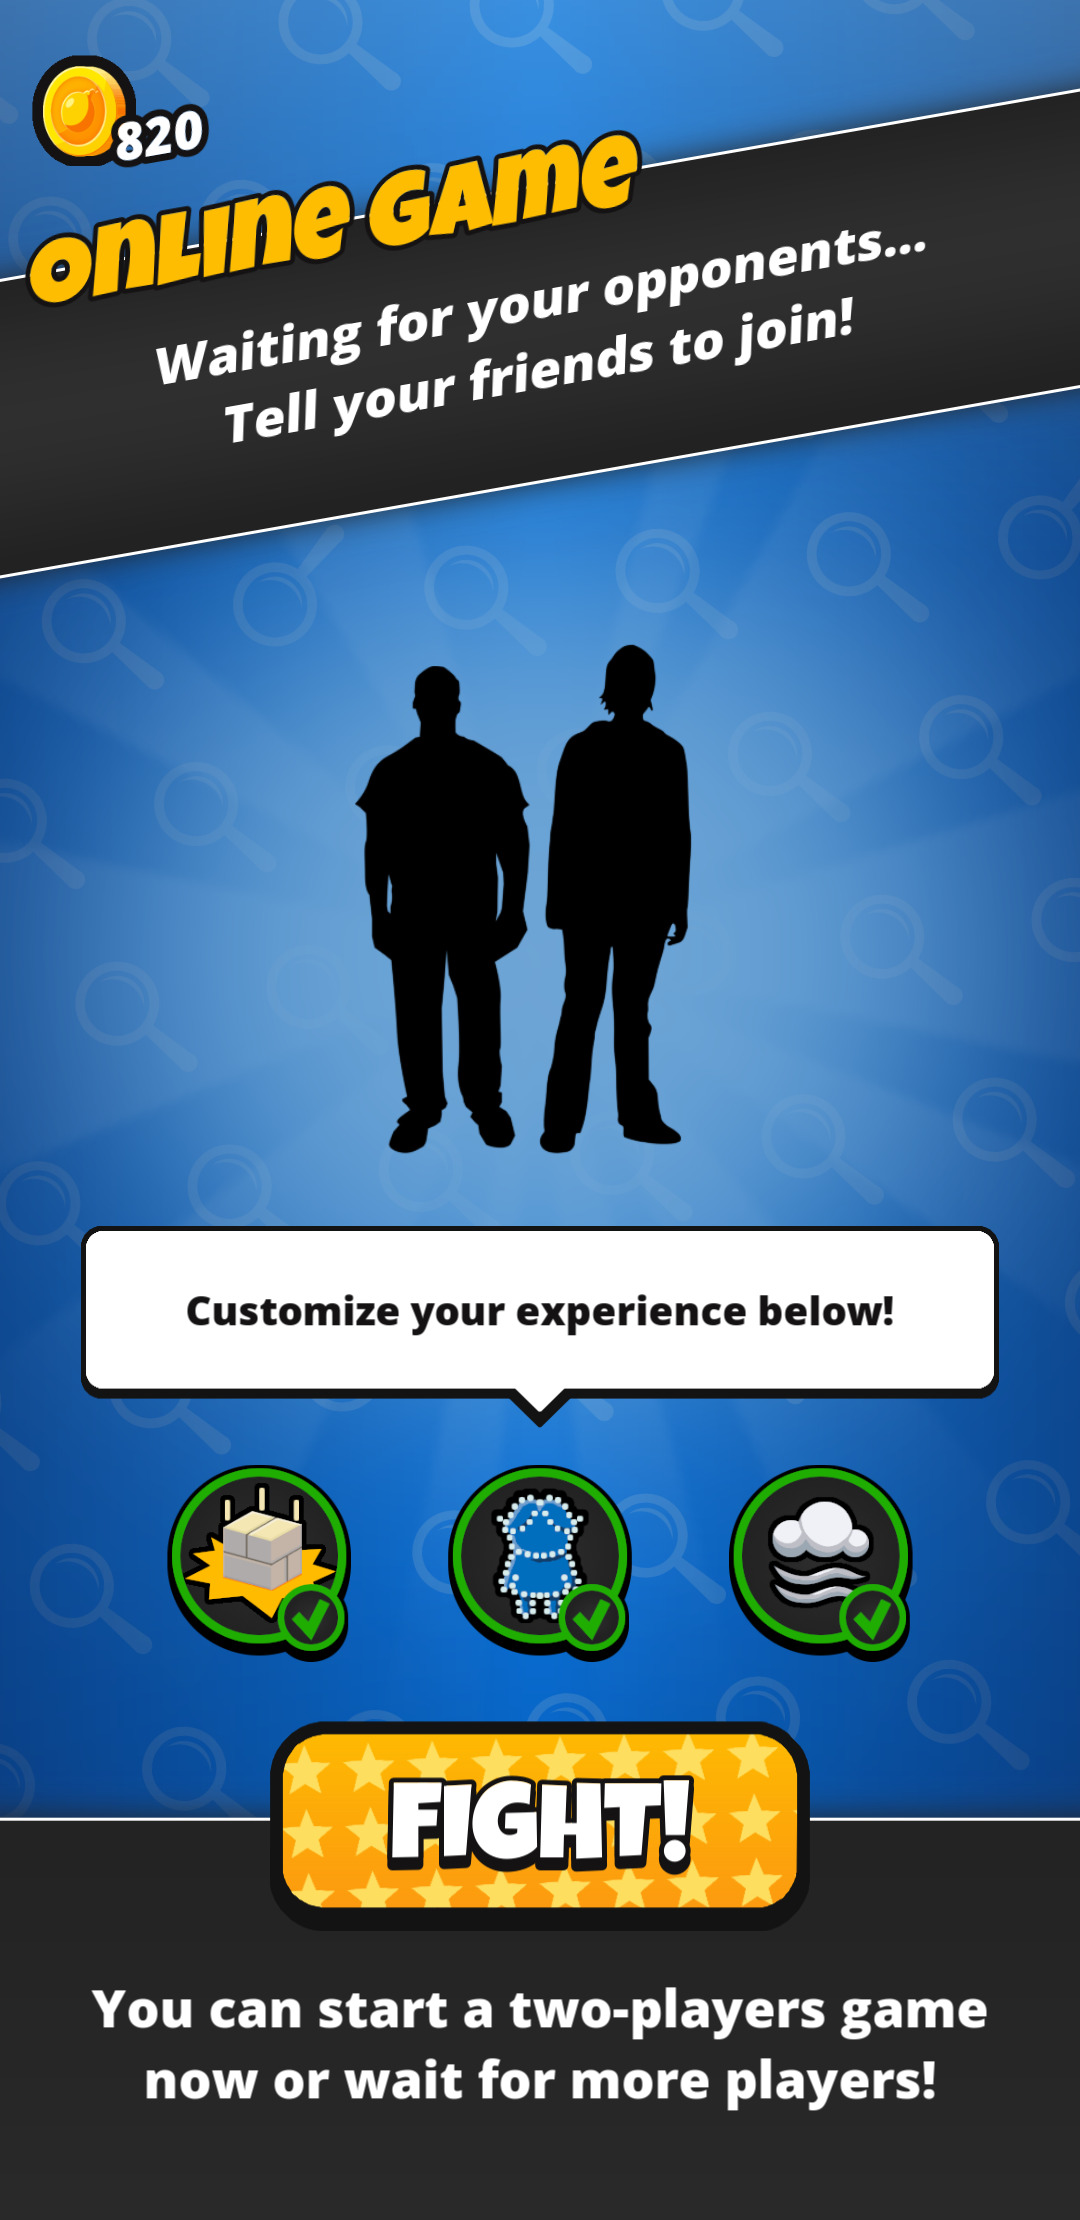 820
ONLINE GAME
Waiting for your opponents...
Tell your friends to join!
Customize your experience below!
FIGHT!
You can start a two-players game
now or wait for more players!